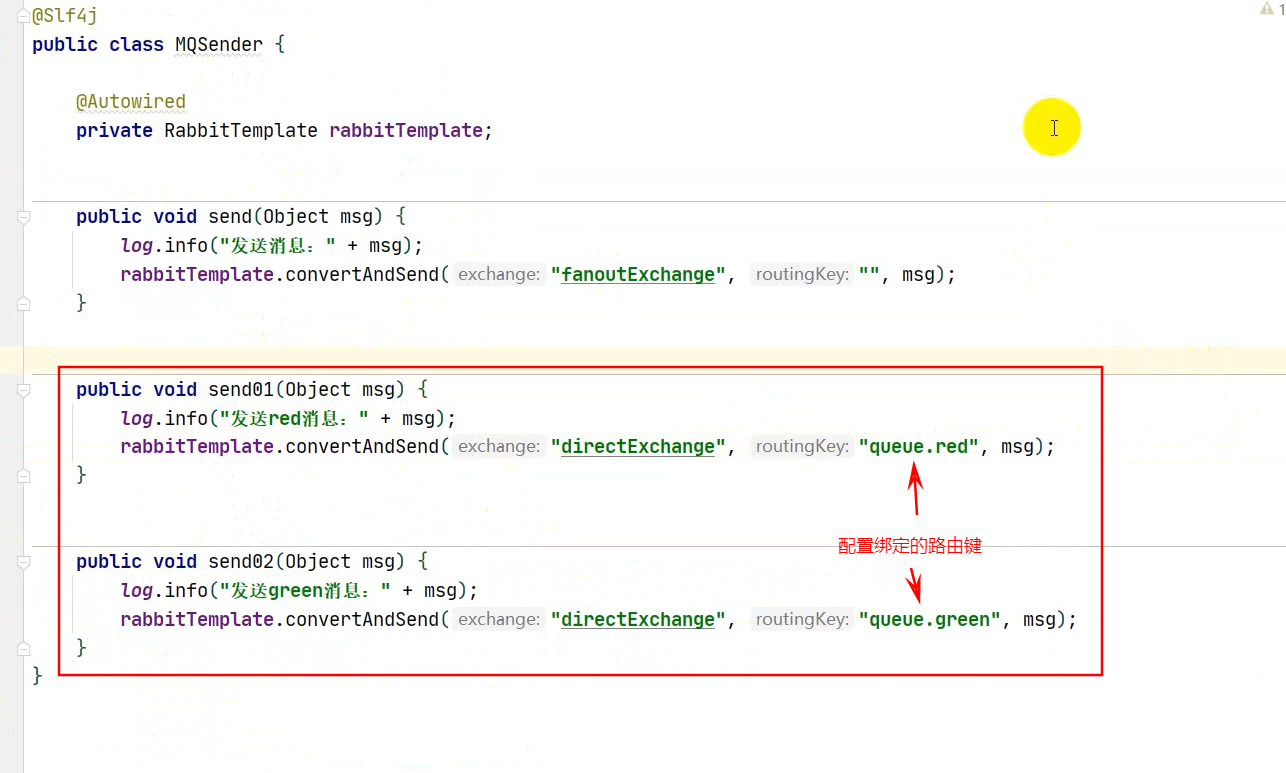 @Slf4j
1
public class MQSender {
@Autowired
private RabbitTemplate rabbitTemplate;
public void send(Object msg) {
log.info("发送消息：" + msg);
rabbitTemplate.convertAndSend( exchange: "fanoutExchange", routingKey: "", msg);
}
public void send01(Object msg) {
log.info("发送red消息：" + msg);
rabbitTemplate.convertAndSend( exchange: "directExchange", routingKey: "queue.red", msg);
}
配置绑定的路由键
public void send02(Object msg) {
log.info("发送green消息：" + msg);
rabbitTemplate.convertAndSend( exchange: "directExchange", routingKey: "queue.green", msg);
}
}